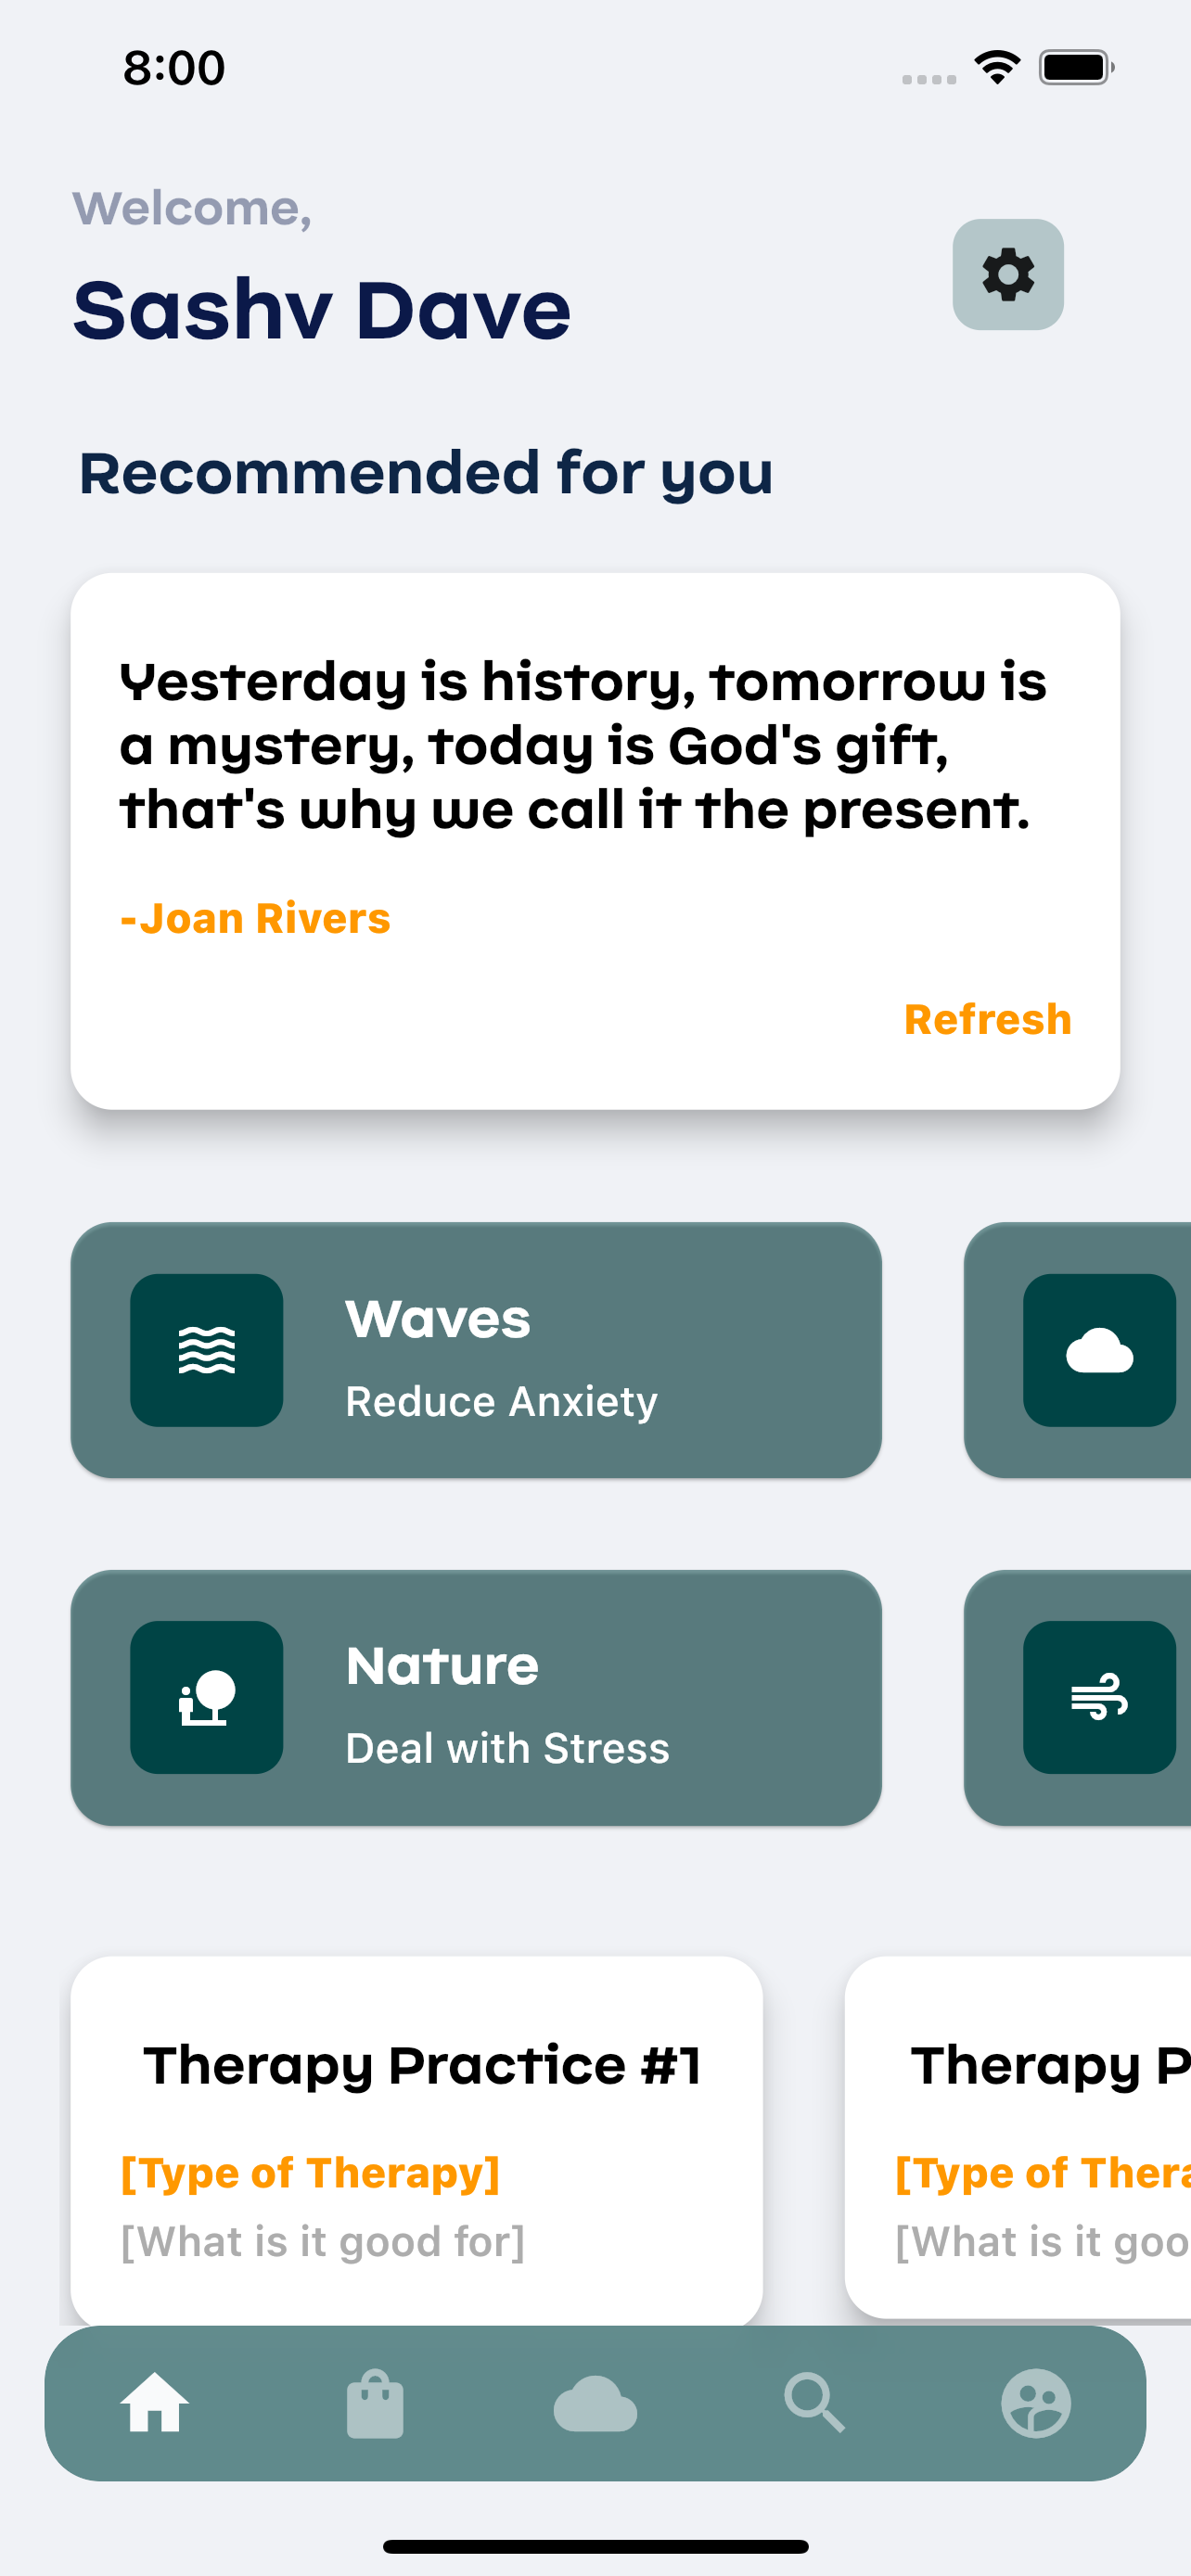 8:00
Welcome,
Sashv Dave
Recommended for you
Yesterday is history, tomorrow is
a mystery, today is God's gift,
that's why we call it the present.
-Joan Rivers
Refresh
Waves
Reduce Anxiety
Nature
Deal with Stress
Therapy Practice #1
[Type of Therapy]
[What is it good for]
Therapy P
[Type of Thera
[What is it goo